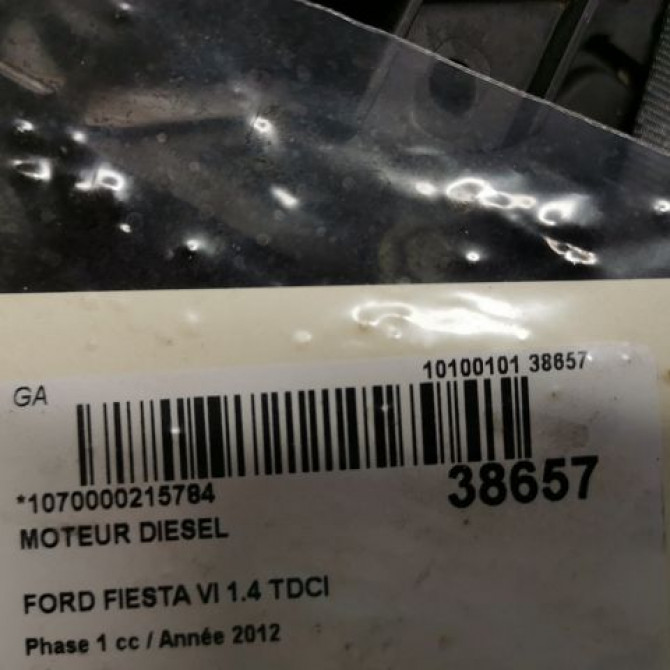 10100101 38657
GA
*1070000215784
38657
MOTEUR DIESEL
FORD FIESTA VI 1.4 TDCI
Phase 1 cc / Année 2012